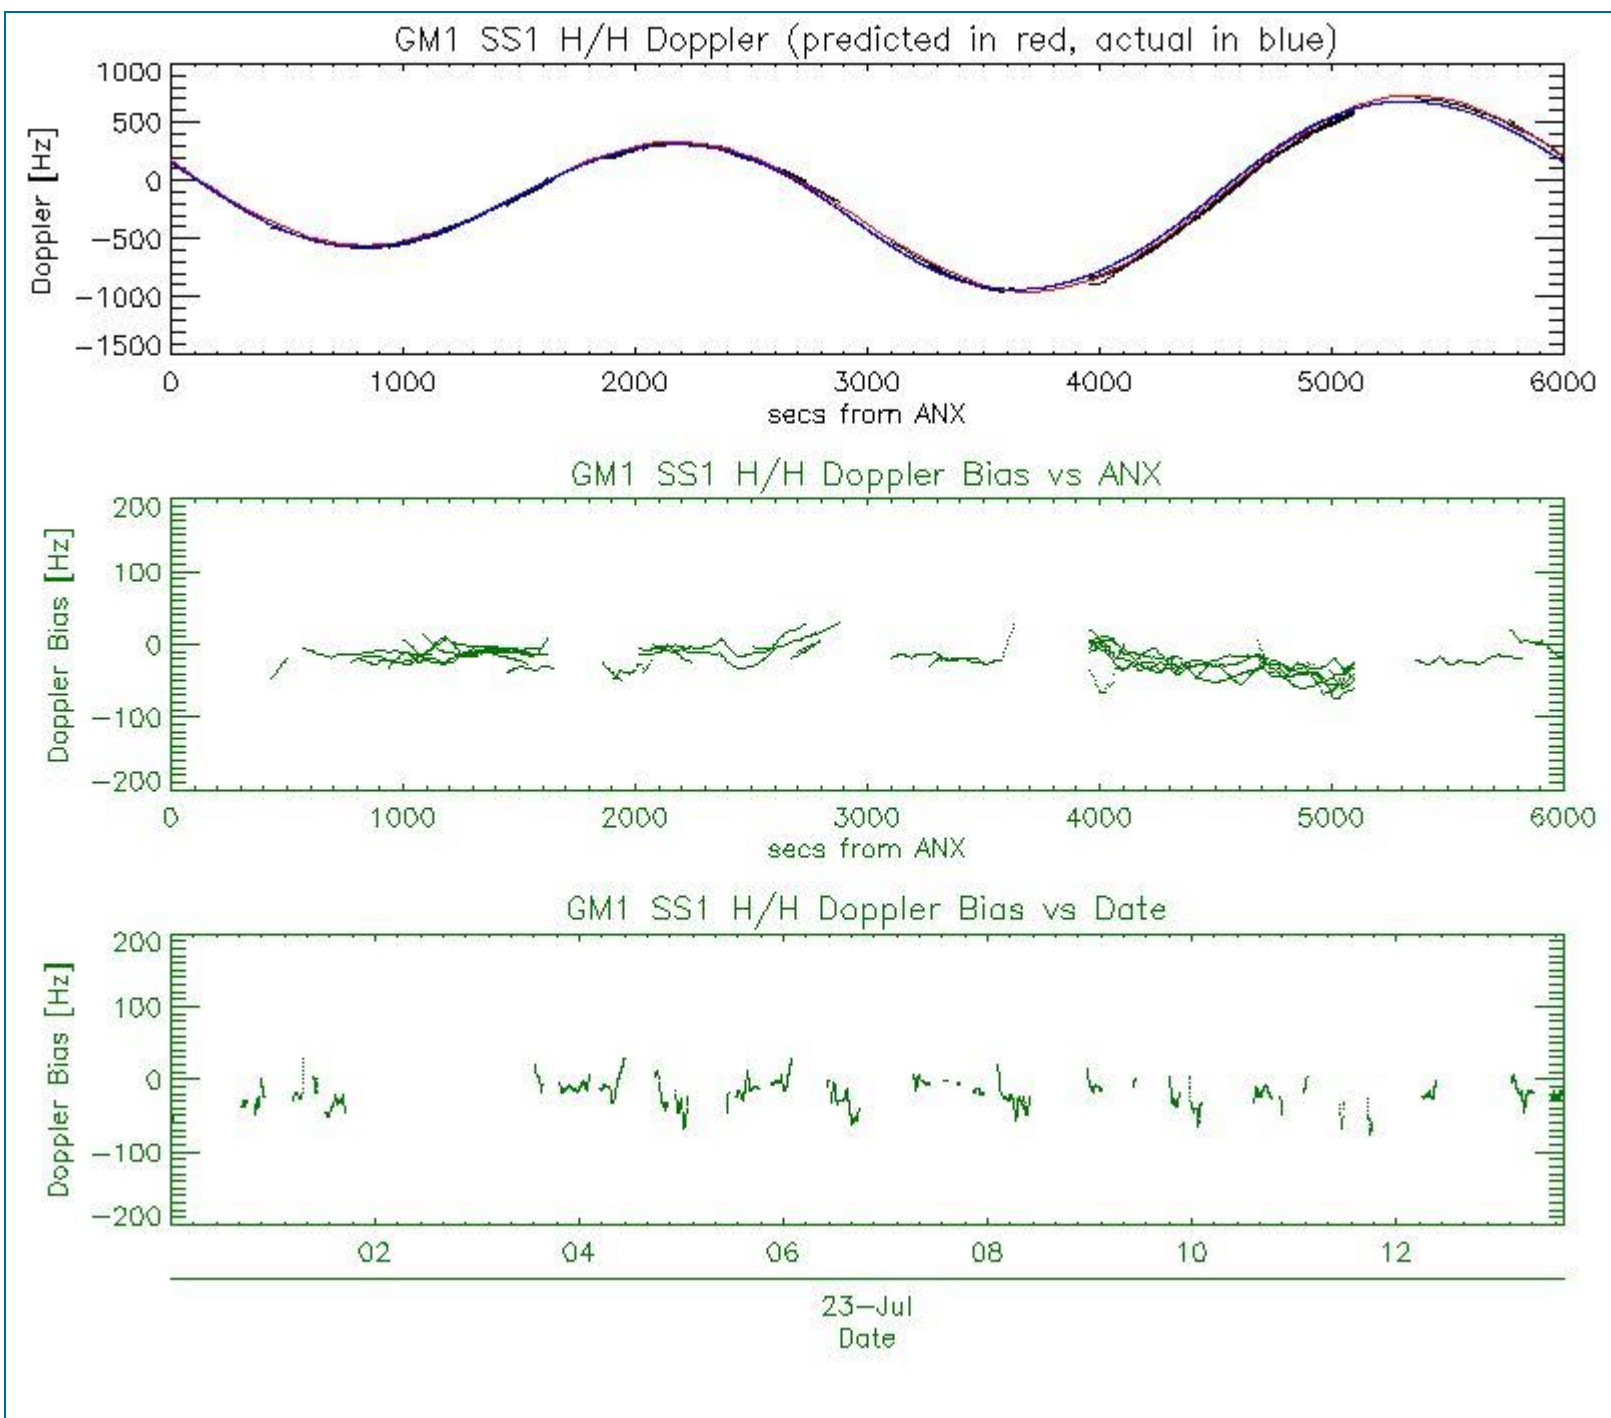 GM1 SS1 H/H Doppler (predicted in red, actual in blue)
1000
500
0
−500
−1000
−1500
Doppler [Hz]
0 1000 2000 3000 4000 5000 6000
secs from ANX
GM1 SS1 H/H Doppler Bias vs ANX
200
100
0
−100
−200
Doppler Bias [Hz]
0 1000 2000 3000 4000 5000 6000
secs from ANX
GM1 SS1 H/H Doppler Bias vs Date
200
100
0
−100
−200
Doppler Bias [Hz]
02 04 06 08 10 12
23−Jul
Date